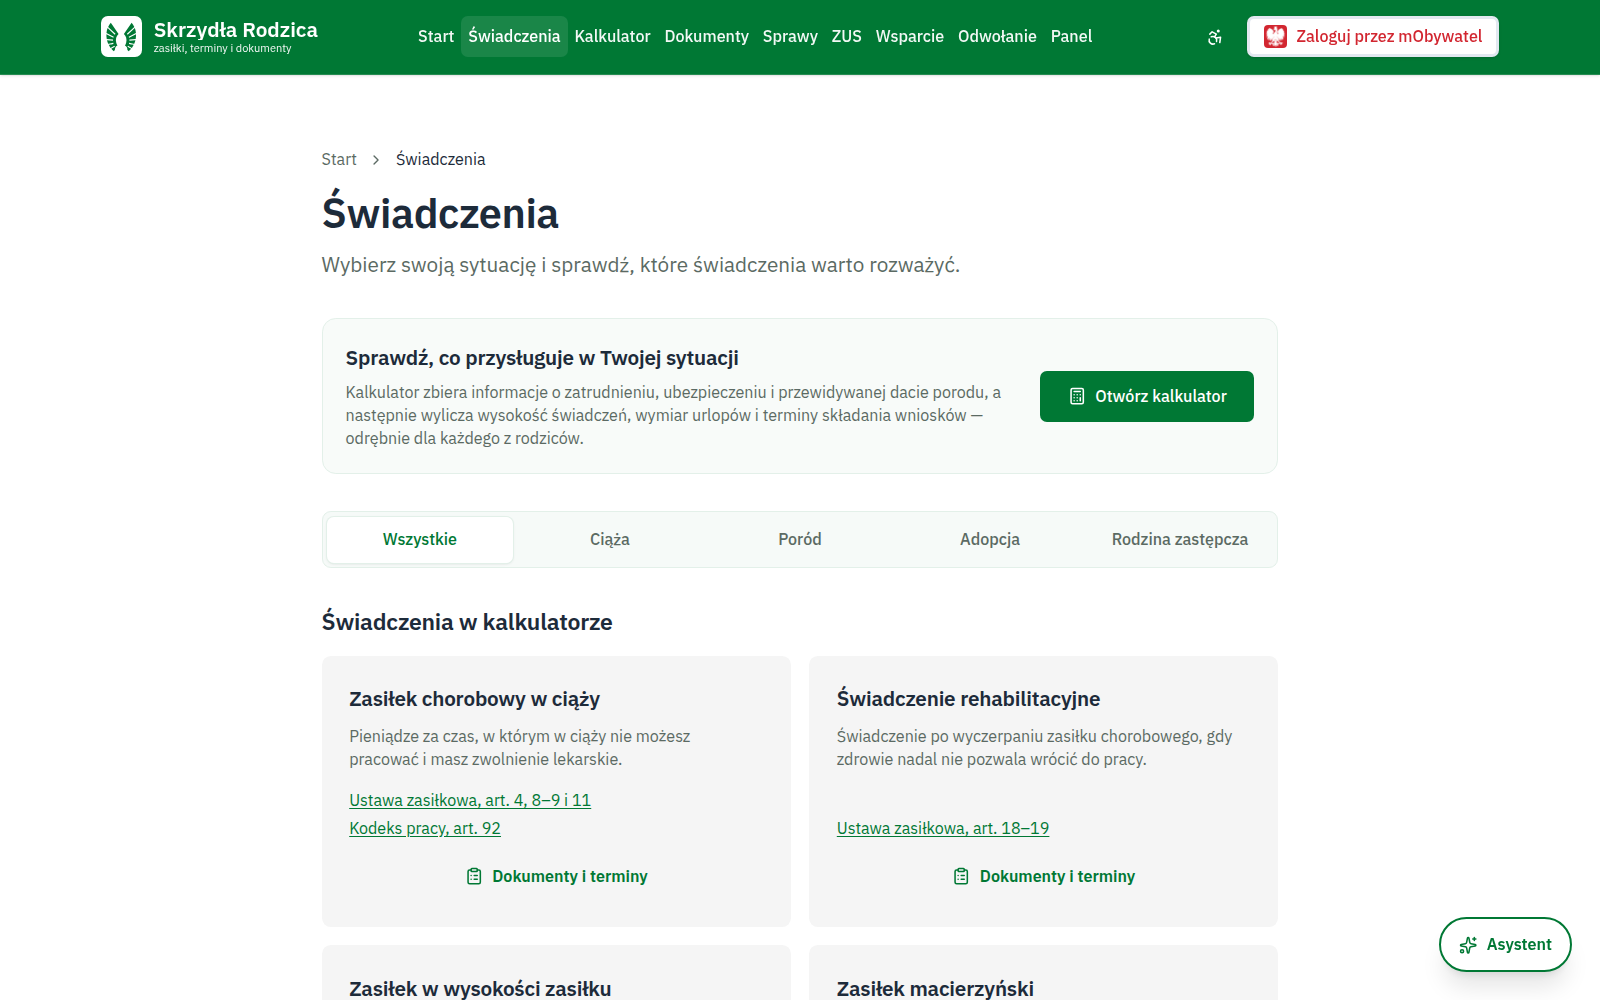 Skrzydła Rodzica
zasiłki, terminy i dokumenty
Start Świadczenia Kalkulator Dokumenty Sprawy ZUS Wsparcie Odwołanie Panel
Zaloguj przez mObywatel
Start Świadczenia
Świadczenia
Wybierz swoją sytuację i sprawdź, które świadczenia warto rozważyć.
Sprawdź, co przysługuje w Twojej sytuacji
Kalkulator zbiera informacje o zatrudnieniu, ubezpieczeniu i przewidywanej dacie porodu, a
następnie wylicza wysokość świadczeń, wymiar urlopów i terminy składania wniosków —
odrębnie dla każdego z rodziców.
Otwórz kalkulator
Wszystkie Ciąża Poród Adopcja Rodzina zastępcza
Świadczenia w kalkulatorze
Zasiłek chorobowy w ciąży
Pieniądze za czas, w którym w ciąży nie możesz
pracować i masz zwolnienie lekarskie.
Ustawa zasiłkowa, art. 4, 8–9 i 11
Kodeks pracy, art. 92
Dokumenty i terminy
Świadczenie rehabilitacyjne
Świadczenie po wyczerpaniu zasiłku chorobowego, gdy
zdrowie nadal nie pozwala wrócić do pracy.
Ustawa zasiłkowa, art. 18–19
Dokumenty i terminy
Zasiłek w wysokości zasiłku
Zasiłek macierzyński
Asystent